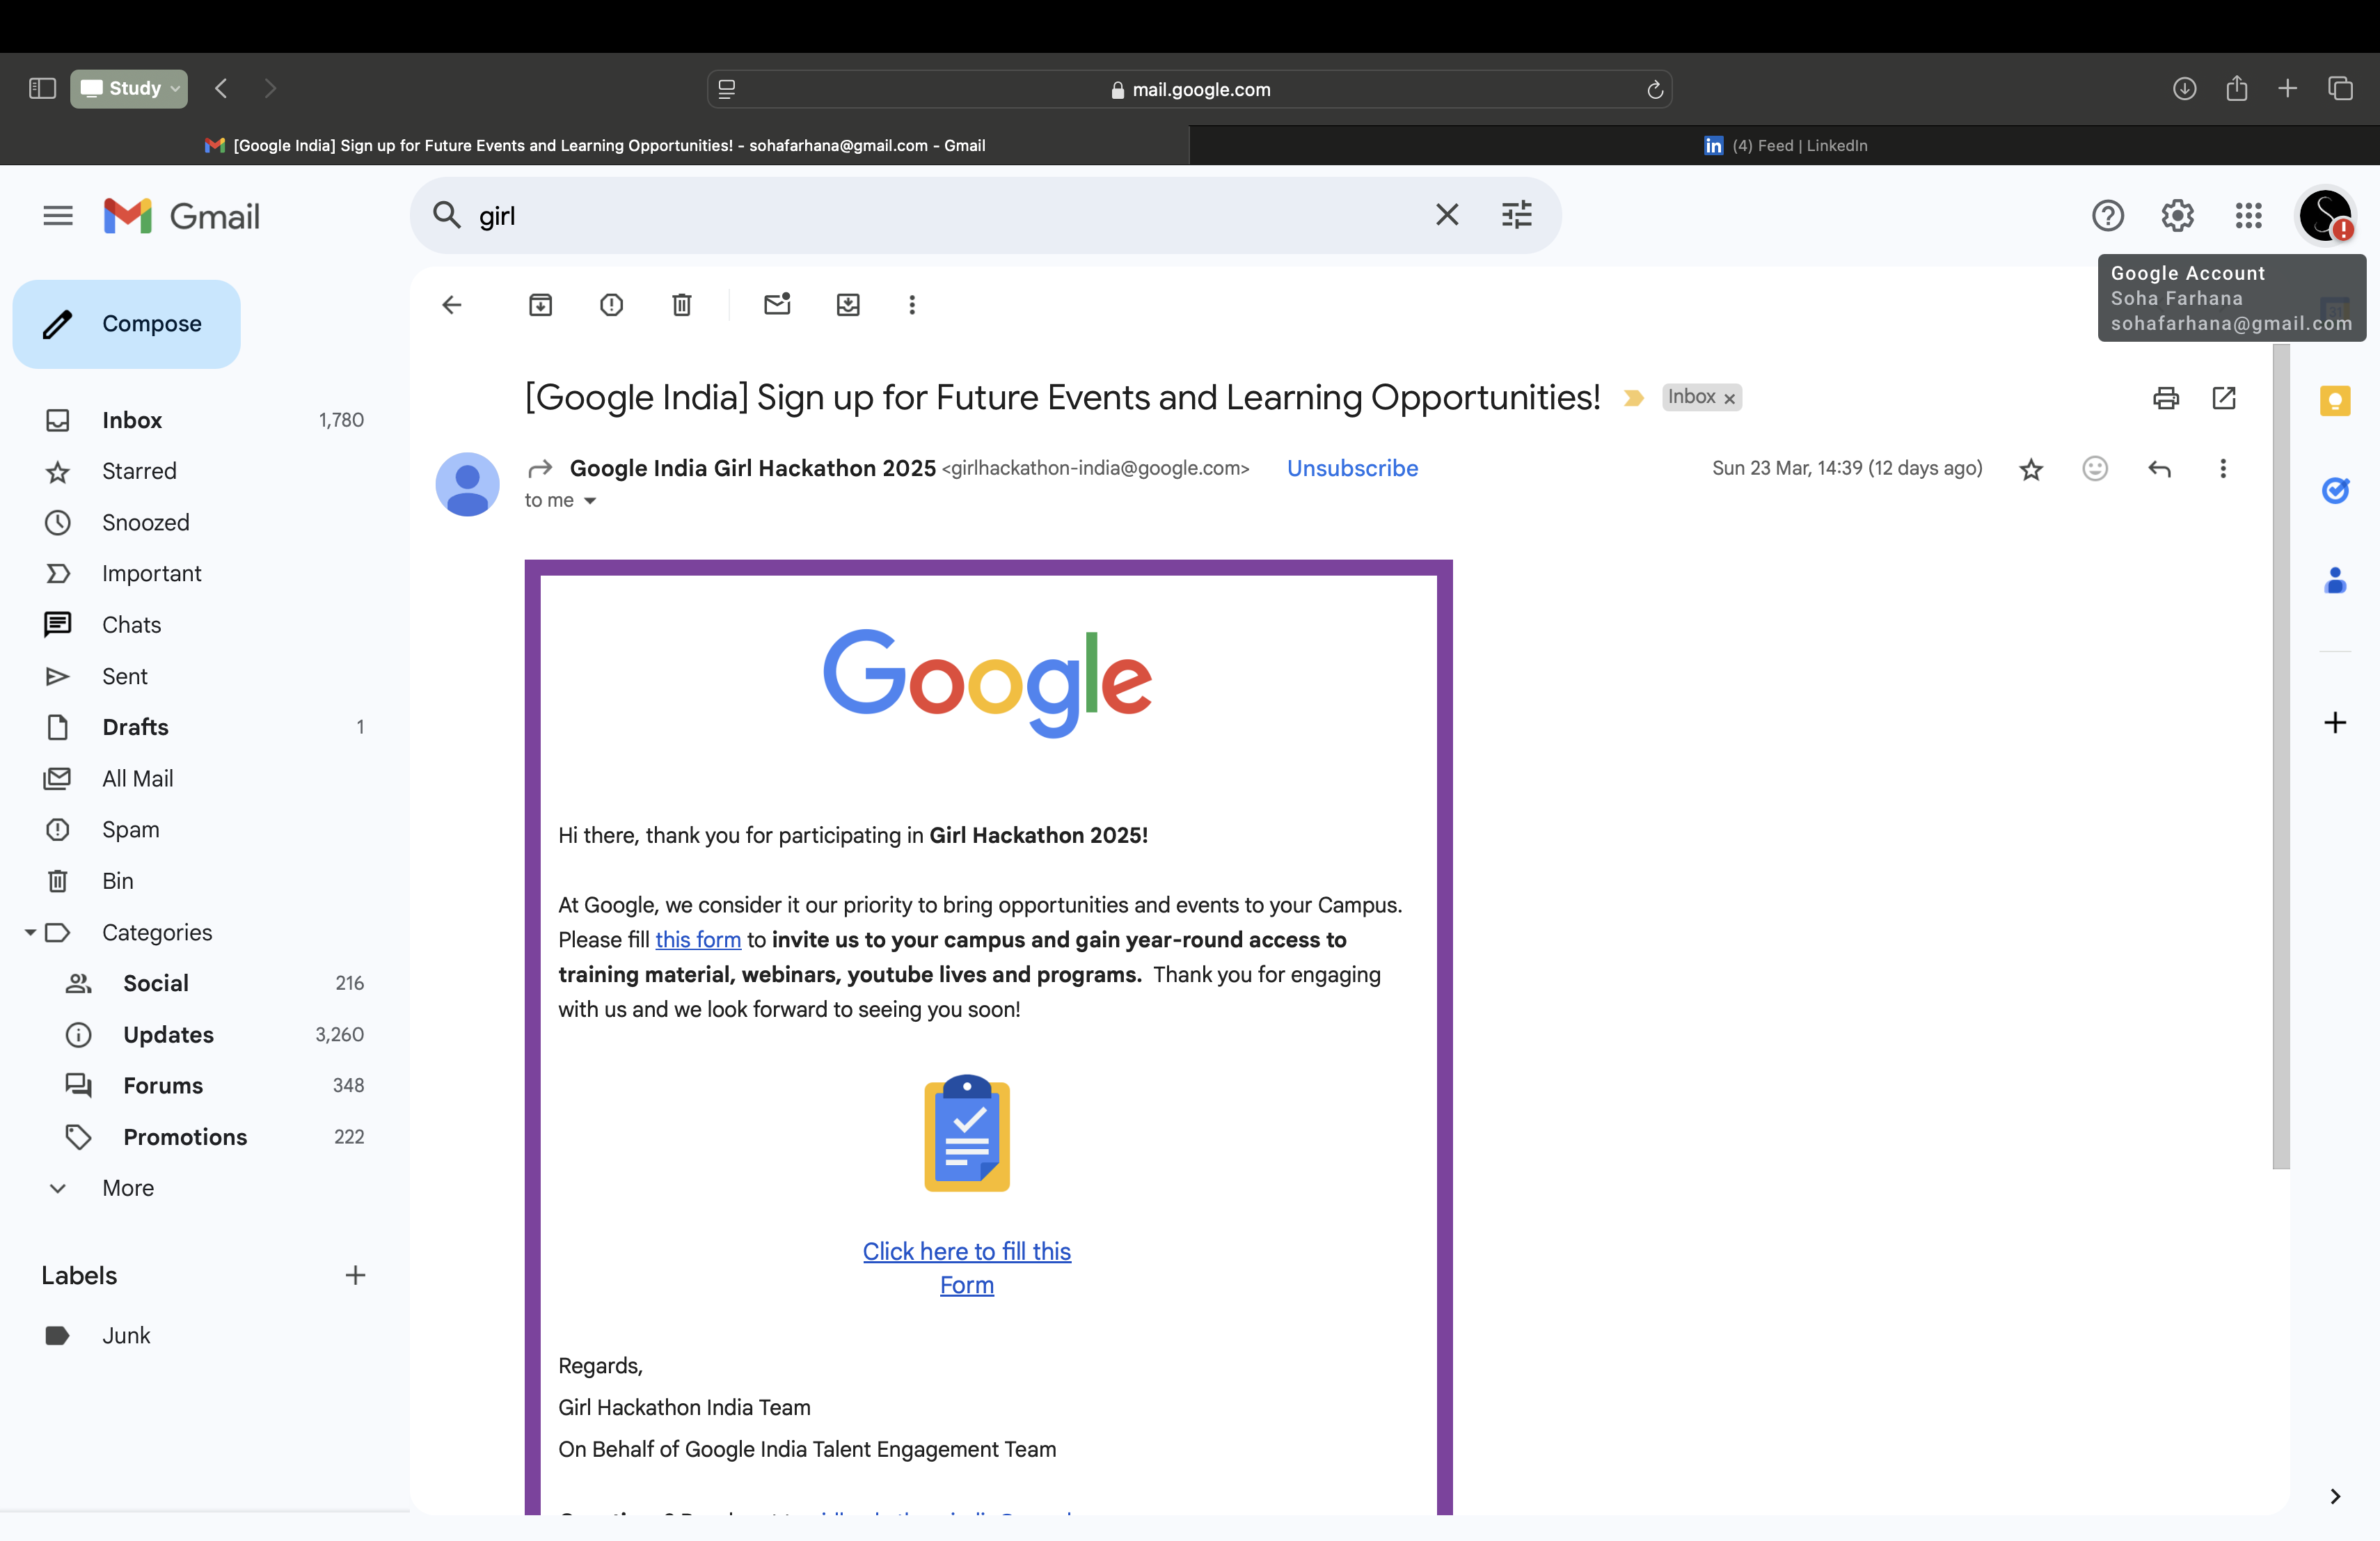 Study
mail.google.com
[Google India] Sign up for Future Events and Learning Opportunities! - sohafarhana@gmail.com - Gmail
(4) Feed | LinkedIn
Gmail
girl
Google Account
Soha Farhana
sohafarhana@gmail.com
Compose
Inbox 1,780
Starred
Snoozed
Important
Chats
Sent
Drafts 1
All Mail
Spam
Bin
Categories
Social 216
Updates 3,260
Forums 348
Promotions 222
More
Labels
Junk
[Google India] Sign up for Future Events and Learning Opportunities! Inbox
Google India Girl Hackathon 2025 <girlhackathon-india@google.com> Unsubscribe Sun 23 Mar, 14:39 (12 days ago)
to me
Google
Hi there, thank you for participating in Girl Hackathon 2025!
At Google, we consider it our priority to bring opportunities and events to your Campus.
Please fill this form to invite us to your campus and gain year-round access to
training material, webinars, youtube lives and programs. Thank you for engaging
with us and we look forward to seeing you soon!
Click here to fill this
Form
Regards,
Girl Hackathon India Team
On Behalf of Google India Talent Engagement Team